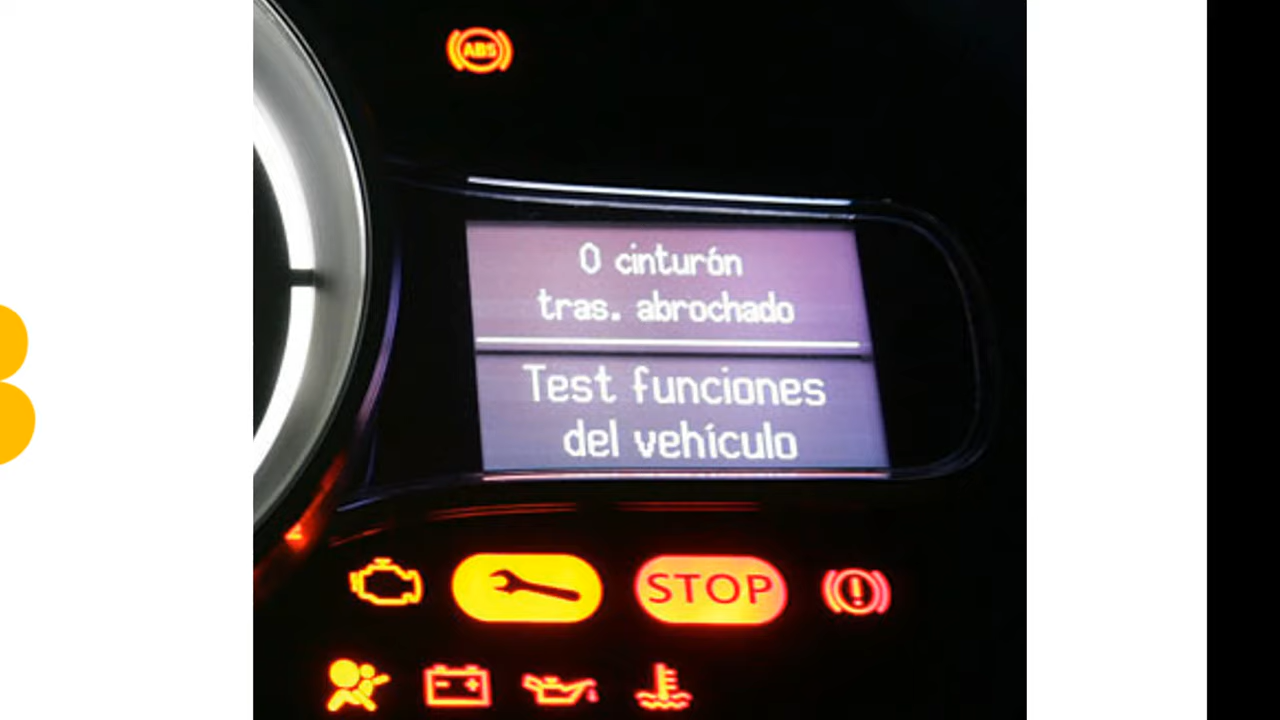 ABS
0 cinturón
tras. abrochado
Test funciones
del vehículo
STOP